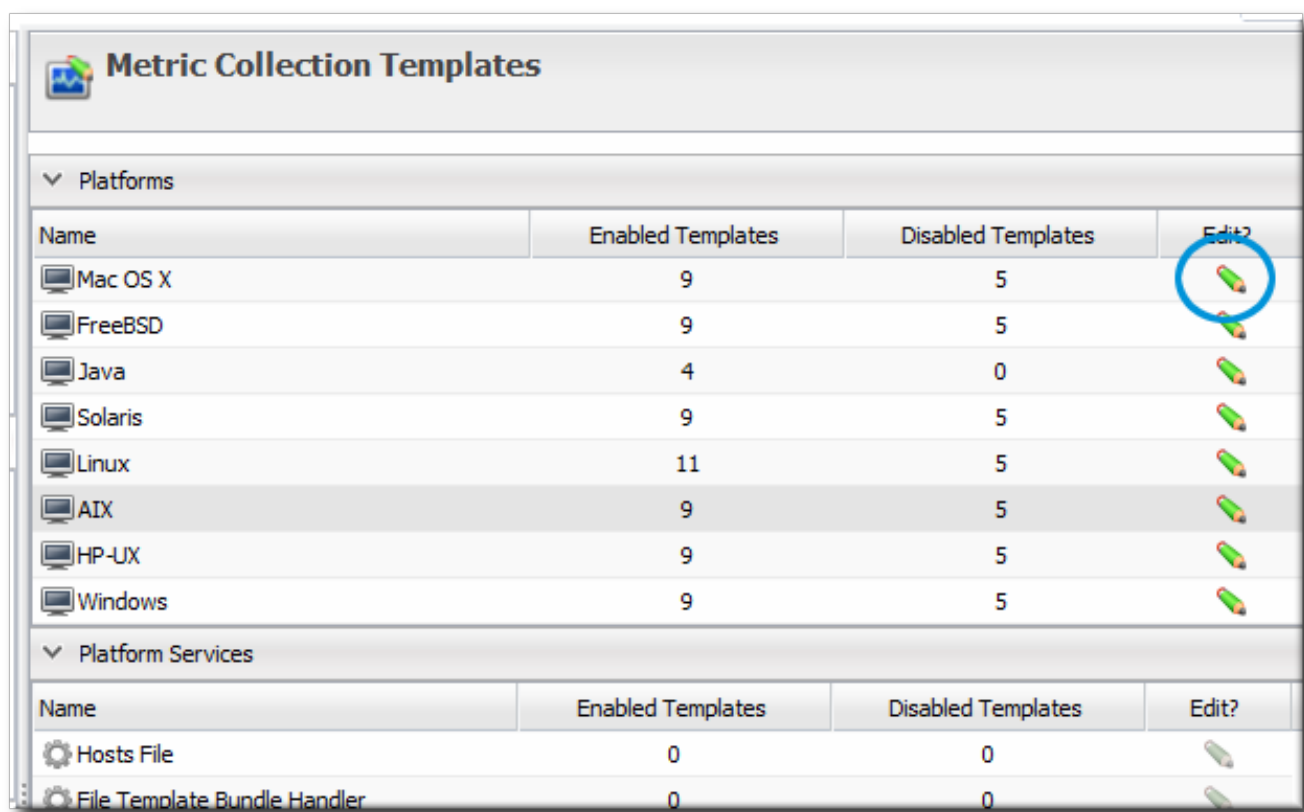 Metric Collection Templates
Platforms
Name Enabled Templates Disabled Templates Edit?
Mac OS X 9 5
FreeBSD 9 5
Java 4 0
Solaris 9 5
Linux 11 5
AIX 9 5
HP-UX 9 5
Windows 9 5
Platform Services
Name Enabled Templates Disabled Templates Edit?
Hosts File 0 0
File Template Bundle Handler 0 0